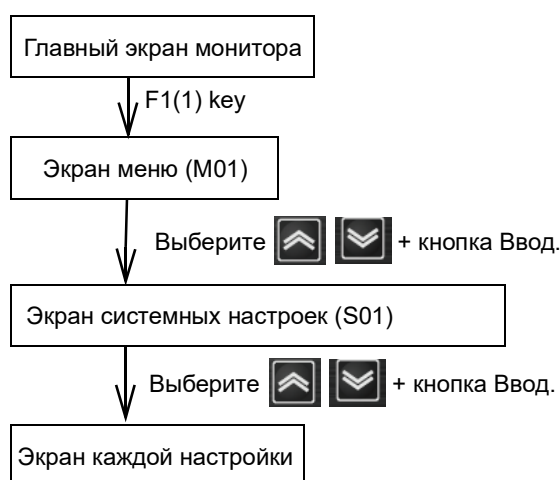 Главный экран монитора
F1(1) key
Экран меню (M01)
Выберите + кнопка Ввод.
Экран системных настроек (S01)
Выберите + кнопка Ввод.
Экран каждой настройки